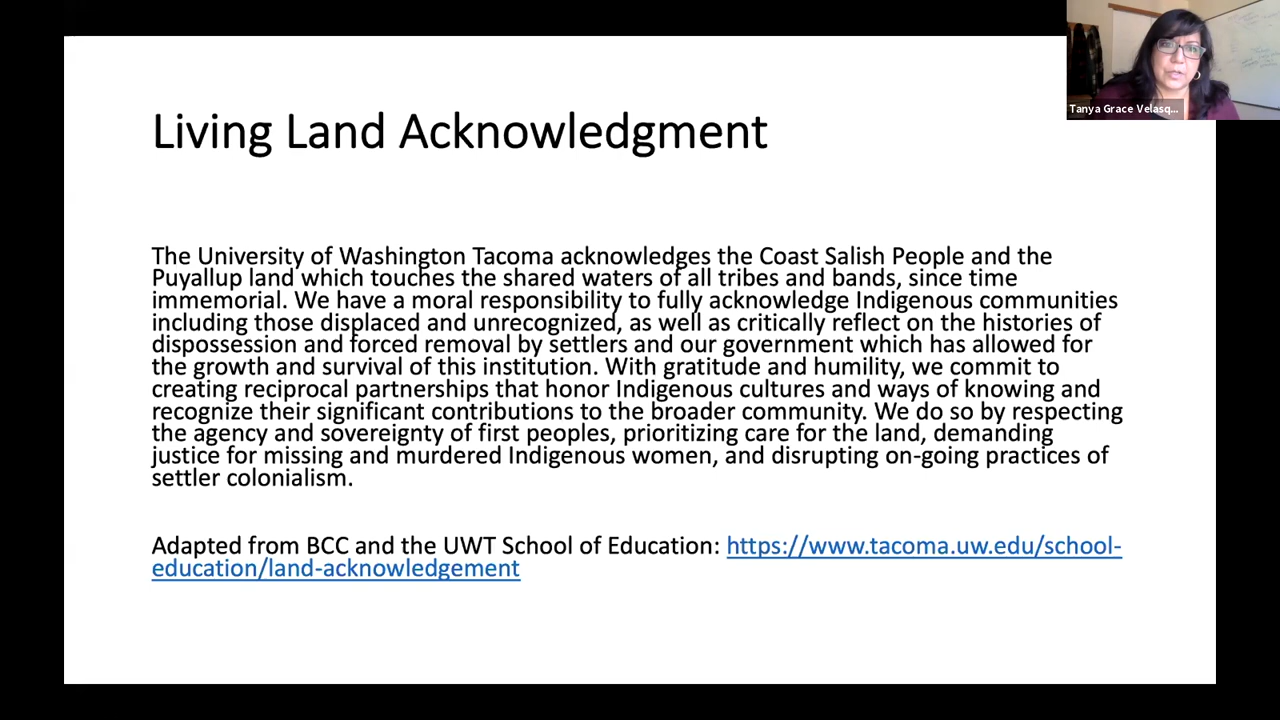 Living Land Acknowledgment
Tanya Grace Velasq...
The University of Washington Tacoma acknowledges the Coast Salish People and the
Puyallup land which touches the shared waters of all tribes and bands, since time
immemorial. We have a moral responsibility to fully acknowledge Indigenous communities
including those displaced and unrecognized, as well as critically reflect on the histories of
dispossession and forced removal by settlers and our government which has allowed for
the growth and survival of this institution. With gratitude and humility, we commit to
creating reciprocal partnerships that honor Indigenous cultures and ways of knowing and
recognize their significant contributions to the broader community. We do so by respecting
the agency and sovereignty of first peoples, prioritizing care for the land, demanding
justice for missing and murdered Indigenous women, and disrupting on-going practices of
settler colonialism.
Adapted from BCC and the UWT School of Education: https://www.tacoma.uw.edu/school-
education/land-acknowledgement